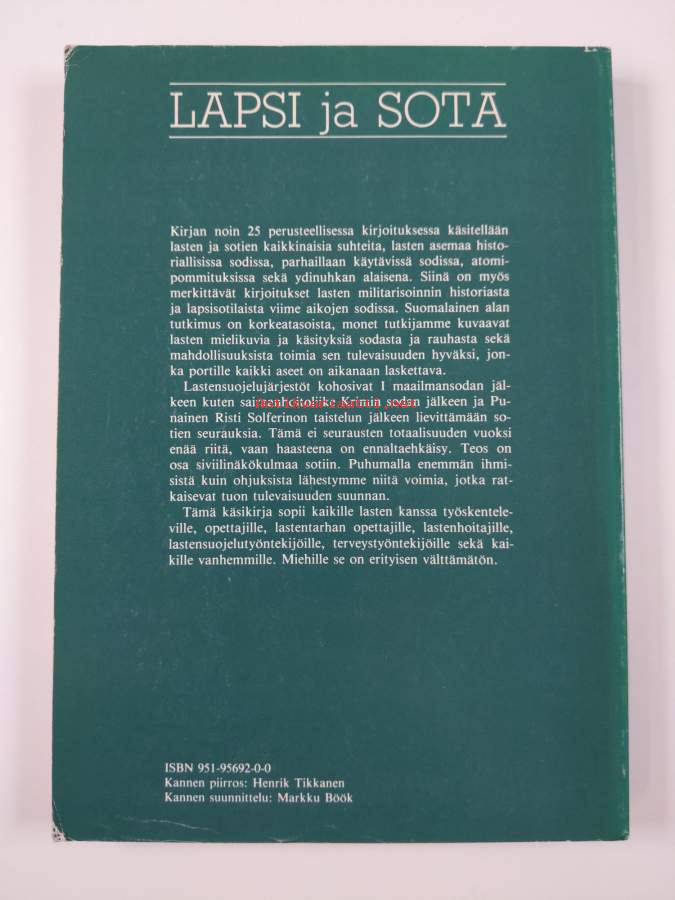 LAPSI ja SOTA
Kirjan noin 25 perusteellisessa kirjoituksessa käsitellään
lasten ja sotien kaikkinaisia suhteita, lasten asemaa histo-
riallisissa sodissa, parhaillaan käytävissä sodissa, atomi-
pommituksissa sekä ydinuhkan alaisena. Siinä on myös
merkittävät kirjoitukset lasten militarisoinnin historiasta
ja lapsisotilaista viime aikojen sodissa. Suomalainen alan
tutkimus on korkeatasoista, monet tutkijamme kuvaavat
lasten mielikuvia ja käsityksiä sodasta ja rauhasta sekä
mahdollisuuksista toimia sen tulevaisuuden hyväksi, jon-
ka portille kaikki aseet on aikanaan laskettava.
Lastensuojelujärjestöt kohosivat I maailmansodan jäl-
keen kuten sairaanhoitoliike Krimin sodan jälkeen ja Pu-
nainen Risti Solferinon taistelun jälkeen lievittämään so-
tien seurauksia. Tämä ei seurausten totaalisuuden vuoksi
enää riitä, vaan haasteena on ennaltaehkäisy. Teos on
osa siviilinäkökulmaa sotiin. Puhumalla enemmän ihmi-
sistä kuin ohjuksista lähestymme niitä voimia, jotka rat-
kaisevat tuon tulevaisuuden suunnan.
Tämä käsikirja sopii kaikille lasten kanssa työskentele-
ville, opettajille, lastentarhan opettajille, lastenhoitajille,
lastensuojelutyöntekijöille, terveystyöntekijöille sekä kai-
kille vanhemmille. Miehille se on erityisen välttämätön.
ISBN 951-95692-0-0
Kannen piirros: Henrik Tikkanen
Kannen suunnittelu: Markku Böök